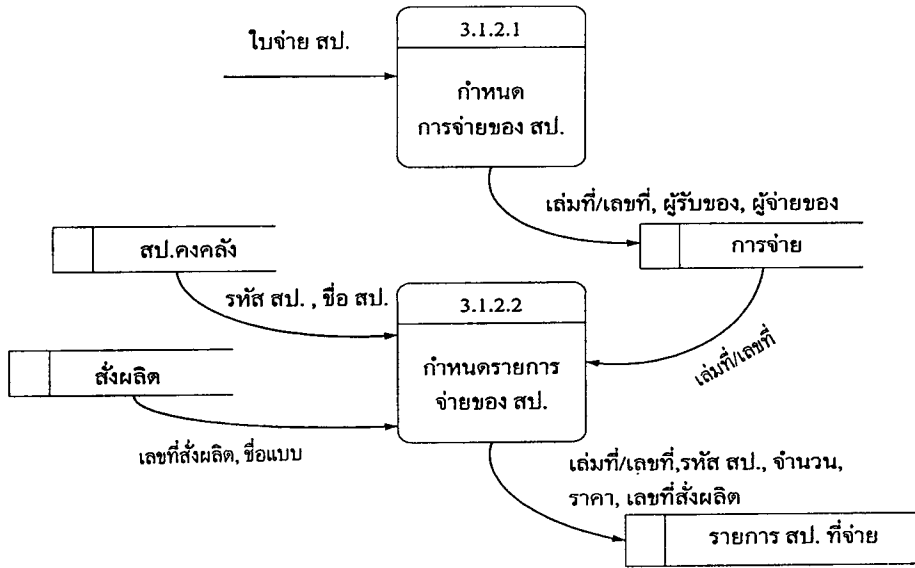 3.1.2.1
ใบจ่าย สป.
กำหนด
การจ่ายของ สป.
เล่มที่/เลขที่, ผู้รับของ, ผู้จ่ายของ
การจ่าย
สป.คงคลัง
รหัส สป. , ชื่อ สป.
3.1.2.2
เล่มที่/เลขที่
สั่งผลิต
กำหนดรายการ
จ่ายของ สป.
เลขที่สั่งผลิต, ชื่อแบบ
เล่มที่/เลขที่,รหัส สป., จำนวน,
ราคา, เลขที่สั่งผลิต
รายการ สป. ที่จ่าย